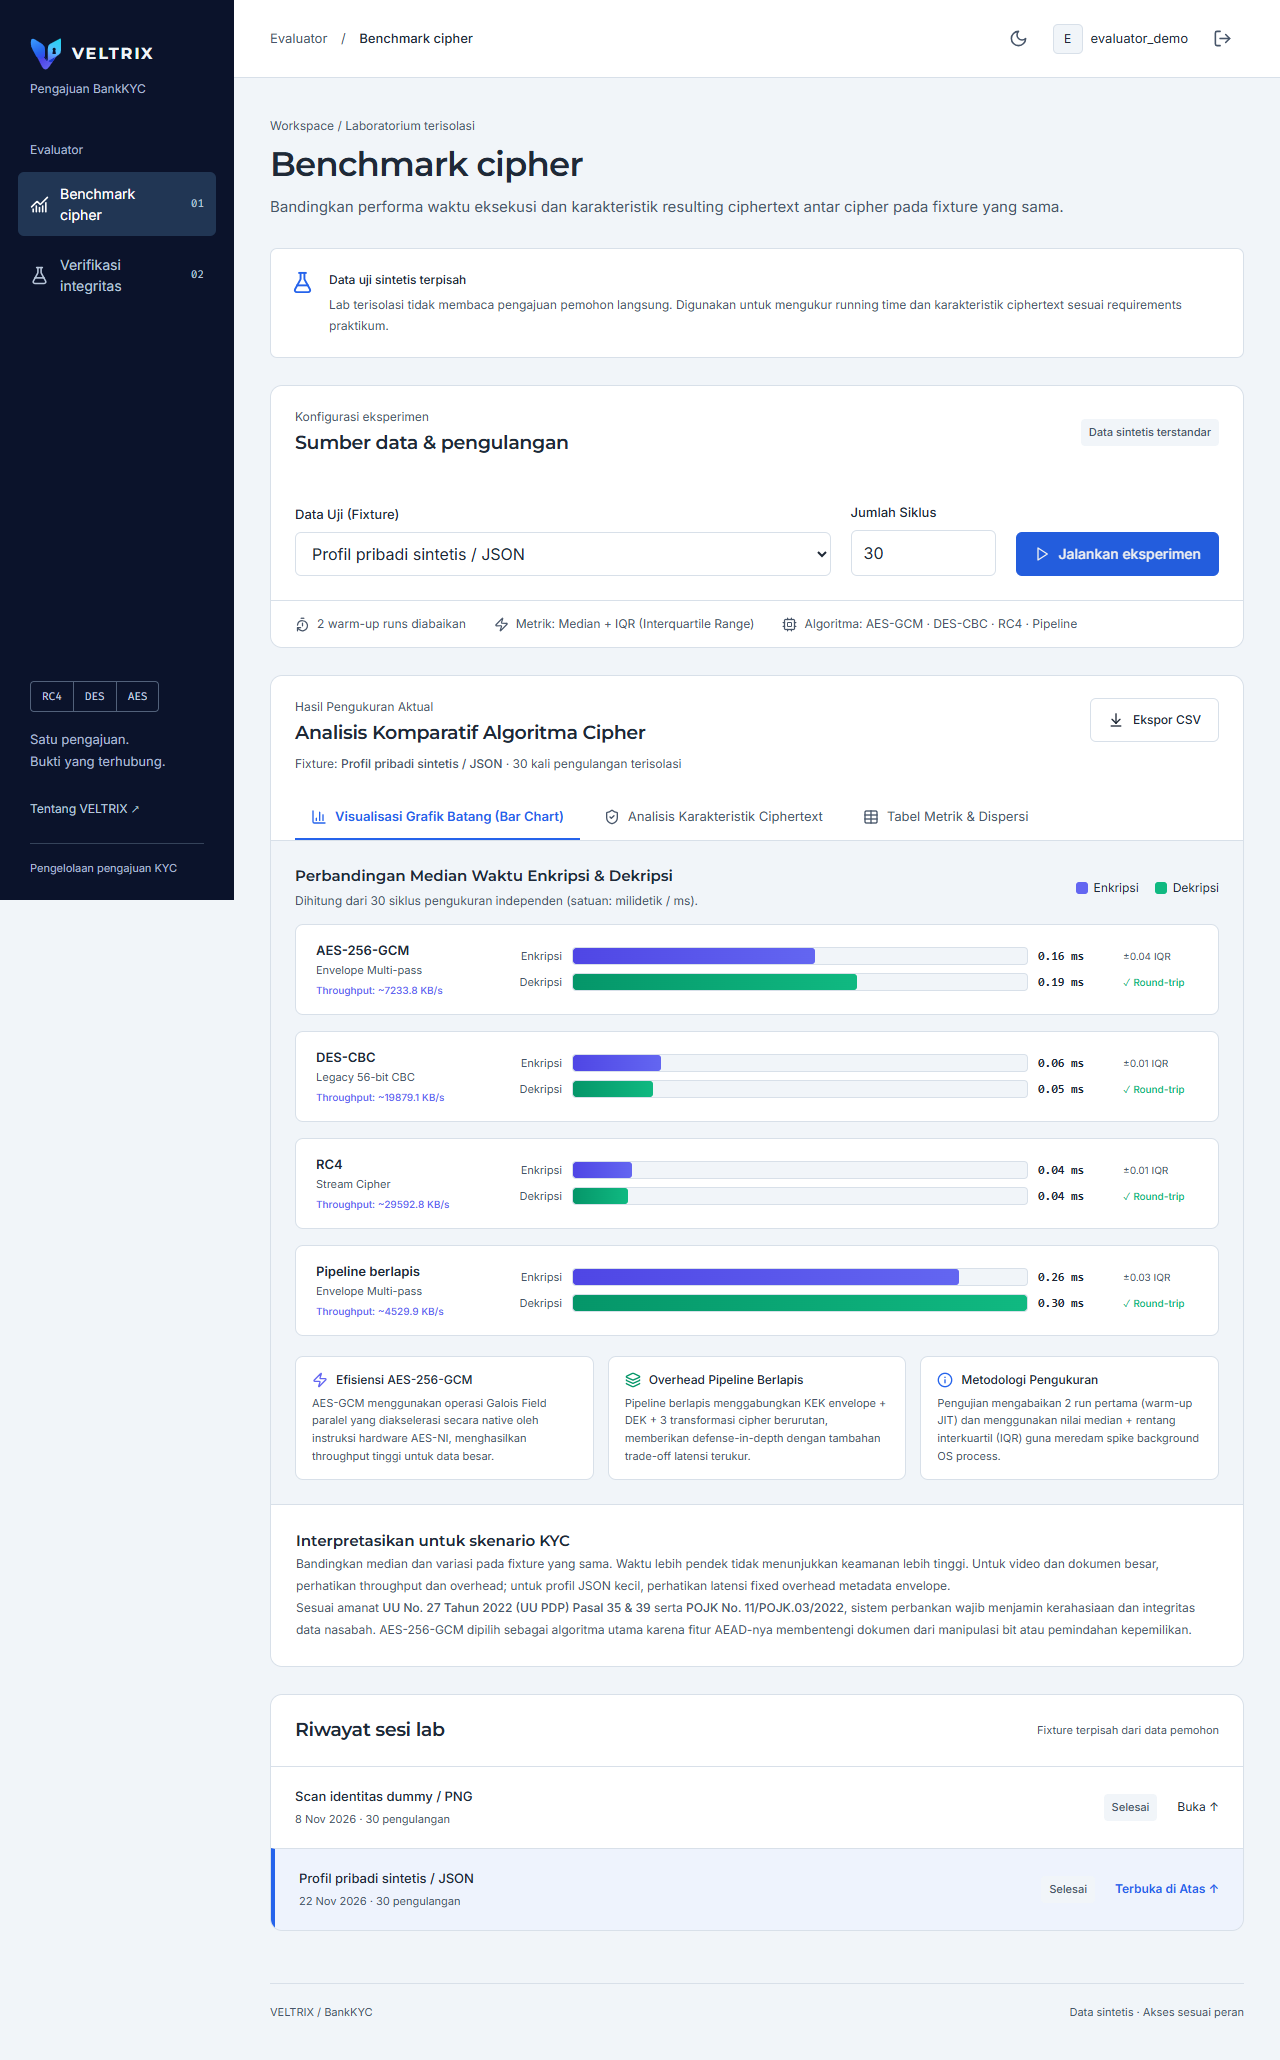 VELTRIX
Pengajuan BankKYC
Evaluator
Benchmark cipher
01
Verifikasi integritas
02
RC4
DES
AES
Satu pengajuan.
Bukti yang terhubung.
Tentang VELTRIX ↗
Pengelolaan pengajuan KYC
Evaluator / Benchmark cipher
E
evaluator_demo
Workspace / Laboratorium terisolasi
Benchmark cipher
Bandingkan performa waktu eksekusi dan karakteristik resulting ciphertext antar cipher pada fixture yang sama.
Data uji sintetis terpisah
Lab terisolasi tidak membaca pengajuan pemohon langsung. Digunakan untuk mengukur running time dan karakteristik ciphertext sesuai requirements
praktikum.
Konfigurasi eksperimen
Sumber data & pengulangan
Data sintetis terstandar
Data Uji (Fixture)
Profil pribadi sintetis / JSON
Jumlah Siklus
30
Jalankan eksperimen
2 warm-up runs diabaikan
Metrik: Median + IQR (Interquartile Range)
Algoritma: AES-GCM · DES-CBC · RC4 · Pipeline
Hasil Pengukuran Aktual
Analisis Komparatif Algoritma Cipher
Fixture: Profil pribadi sintetis / JSON · 30 kali pengulangan terisolasi
Ekspor CSV
Visualisasi Grafik Batang (Bar Chart)
Analisis Karakteristik Ciphertext
Tabel Metrik & Dispersi
Perbandingan Median Waktu Enkripsi & Dekripsi
Dihitung dari 30 siklus pengukuran independen (satuan: milidetik / ms).
Enkripsi
Dekripsi
AES-256-GCM
Envelope Multi-pass
Throughput: ~7233.8 KB/s
Enkripsi 0.16 ms ±0.04 IQR
Dekripsi 0.19 ms ✓ Round-trip
DES-CBC
Legacy 56-bit CBC
Throughput: ~19879.1 KB/s
Enkripsi 0.06 ms ±0.01 IQR
Dekripsi 0.05 ms ✓ Round-trip
RC4
Stream Cipher
Throughput: ~29592.8 KB/s
Enkripsi 0.04 ms ±0.01 IQR
Dekripsi 0.04 ms ✓ Round-trip
Pipeline berlapis
Envelope Multi-pass
Throughput: ~4529.9 KB/s
Enkripsi 0.26 ms ±0.03 IQR
Dekripsi 0.30 ms ✓ Round-trip
Efisiensi AES-256-GCM
AES-GCM menggunakan operasi Galois Field
paralel yang diakselerasi secara native oleh
instruksi hardware AES-NI, menghasilkan
throughput tinggi untuk data besar.
Overhead Pipeline Berlapis
Pipeline berlapis menggabungkan KEK envelope +
DEK + 3 transformasi cipher berurutan,
memberikan defense-in-depth dengan tambahan
trade-off latensi terukur.
Metodologi Pengukuran
Pengujian mengabaikan 2 run pertama (warm-up
JIT) dan menggunakan nilai median + rentang
interkuartil (IQR) guna meredam spike background
OS process.
Interpretasikan untuk skenario KYC
Bandingkan median dan variasi pada fixture yang sama. Waktu lebih pendek tidak menunjukkan keamanan lebih tinggi. Untuk video dan dokumen besar,
perhatikan throughput dan overhead; untuk profil JSON kecil, perhatikan latensi fixed overhead metadata envelope.
Sesuai amanat UU No. 27 Tahun 2022 (UU PDP) Pasal 35 & 39 serta POJK No. 11/POJK.03/2022, sistem perbankan wajib menjamin kerahasiaan dan integritas
data nasabah. AES-256-GCM dipilih sebagai algoritma utama karena fitur AEAD-nya membentengi dokumen dari manipulasi bit atau pemindahan kepemilikan.
Riwayat sesi lab
Fixture terpisah dari data pemohon
Scan identitas dummy / PNG
8 Nov 2026 · 30 pengulangan
Selesai
Buka ↑
Profil pribadi sintetis / JSON
22 Nov 2026 · 30 pengulangan
Selesai
Terbuka di Atas ↑
VELTRIX / BankKYC
Data sintetis · Akses sesuai peran